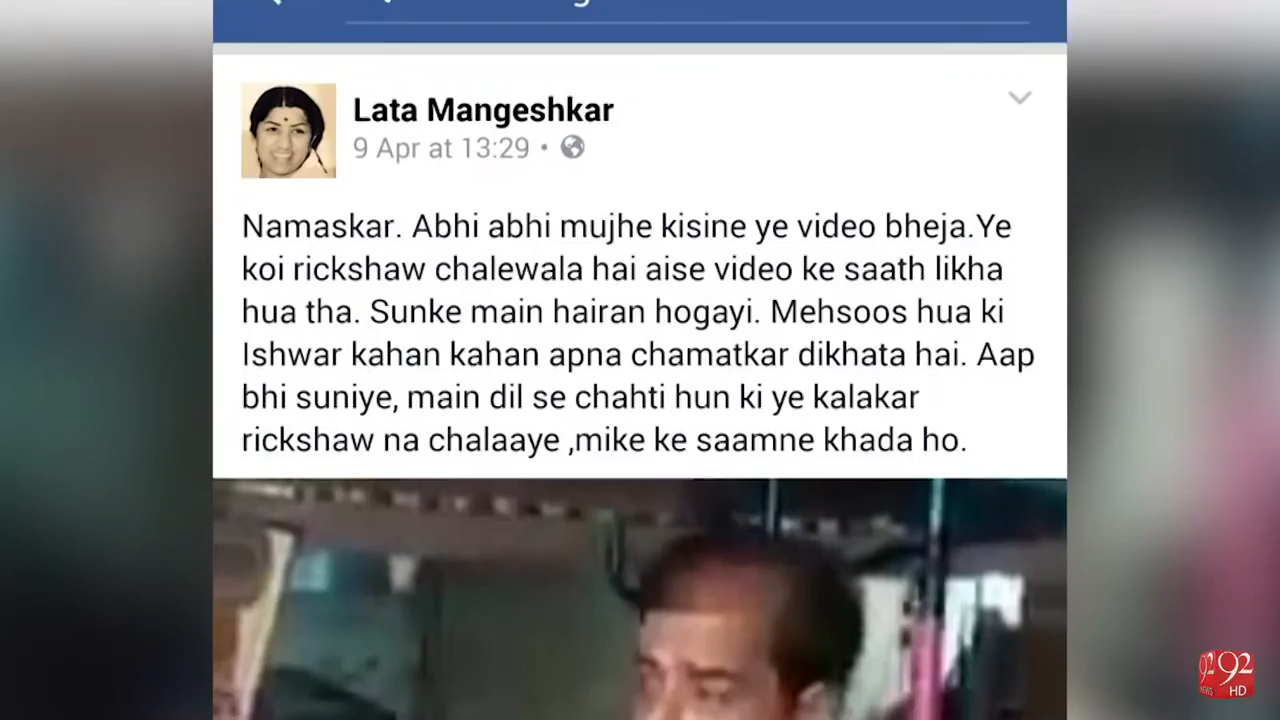 Lata Mangeshkar
9 Apr at 13:29
Namaskar. Abhi abhi mujhe kisine ye video bheja.Ye
koi rickshaw chalewala hai aise video ke saath likha
hua tha. Sunke main hairan hogayi. Mehsoos hua ki
Ishwar kahan kahan apna chamatkar dikhata hai. Aap
bhi suniye, main dil se chahti hun ki ye kalakar
rickshaw na chalaaye ,mike ke saamne khada ho.
92 92
NEWS HD